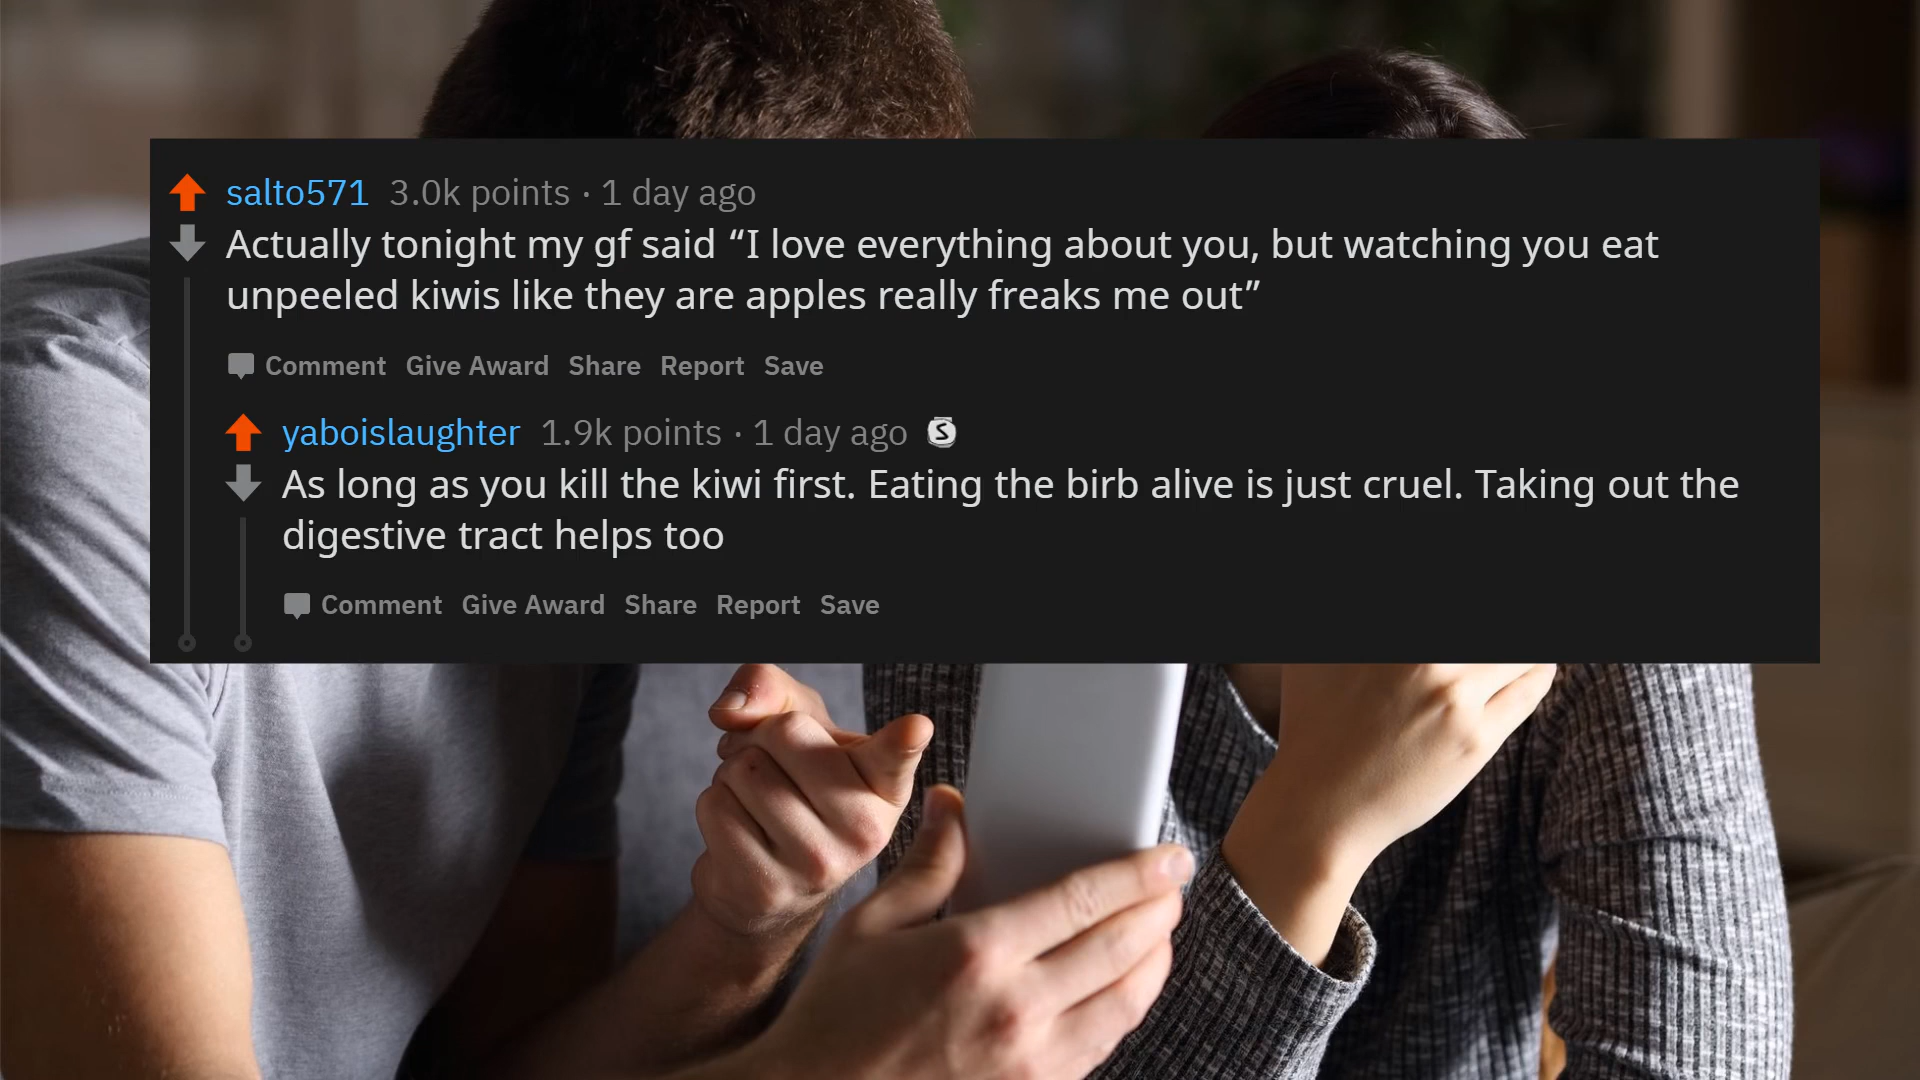 salto571 3.0k points · 1 day ago
Actually tonight my gf said “I love everything about you, but watching you eat
unpeeled kiwis like they are apples really freaks me out”
Comment Give Award Share Report Save
yaboislaughter 1.9k points · 1 day ago S
As long as you kill the kiwi first. Eating the birb alive is just cruel. Taking out the
digestive tract helps too
Comment Give Award Share Report Save